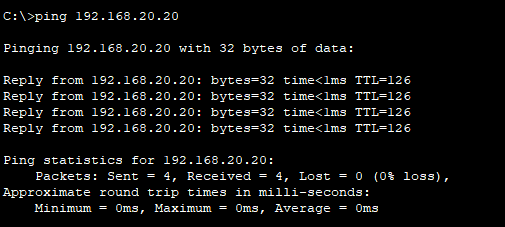 C:\>ping 192.168.20.20
Pinging 192.168.20.20 with 32 bytes of data:
Reply from 192.168.20.20: bytes=32 time<1ms TTL=126
Reply from 192.168.20.20: bytes=32 time<1ms TTL=126
Reply from 192.168.20.20: bytes=32 time<1ms TTL=126
Reply from 192.168.20.20: bytes=32 time<1ms TTL=126
Ping statistics for 192.168.20.20:
    Packets: Sent = 4, Received = 4, Lost = 0 (0% loss),
Approximate round trip times in milli-seconds:
    Minimum = 0ms, Maximum = 0ms, Average = 0ms